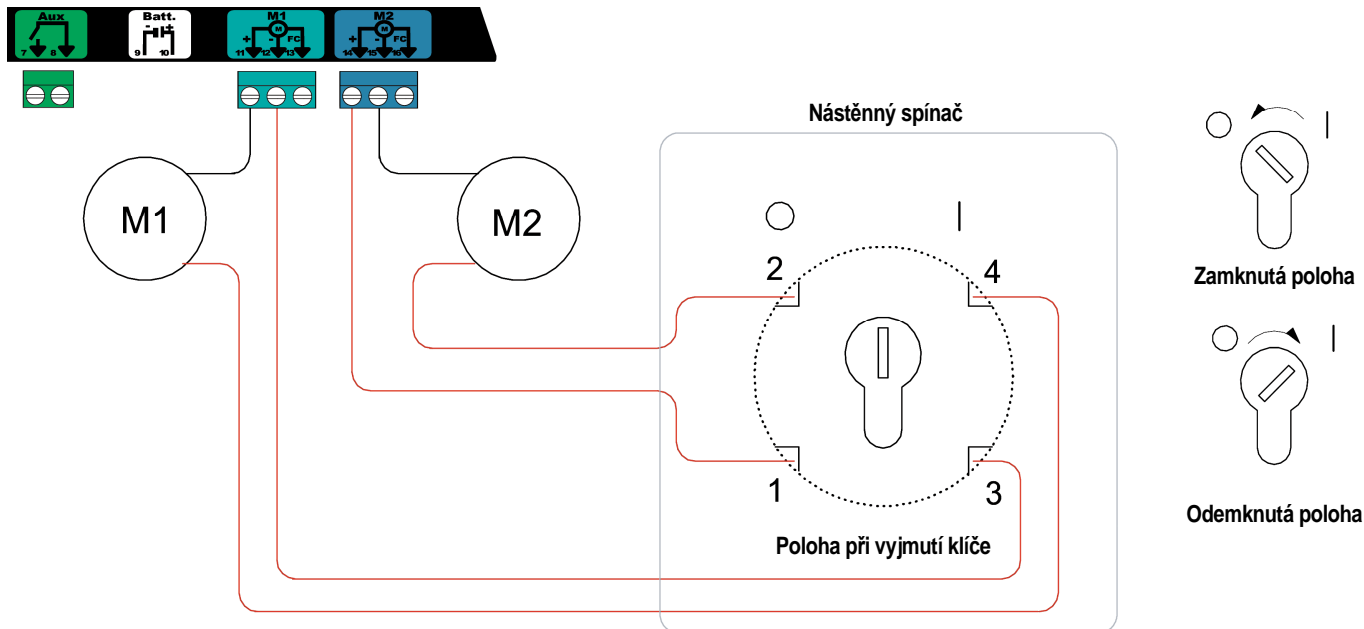 Aux
7 8
Batt.
- +
9 10
M1
M
+ - FC
11 12 13
M2
M
+ - FC
14 15 16
Nástěnný spínač
M1
M2
2
4
1
3
Poloha při vyjmutí klíče
Zamknutá poloha
Odemknutá poloha